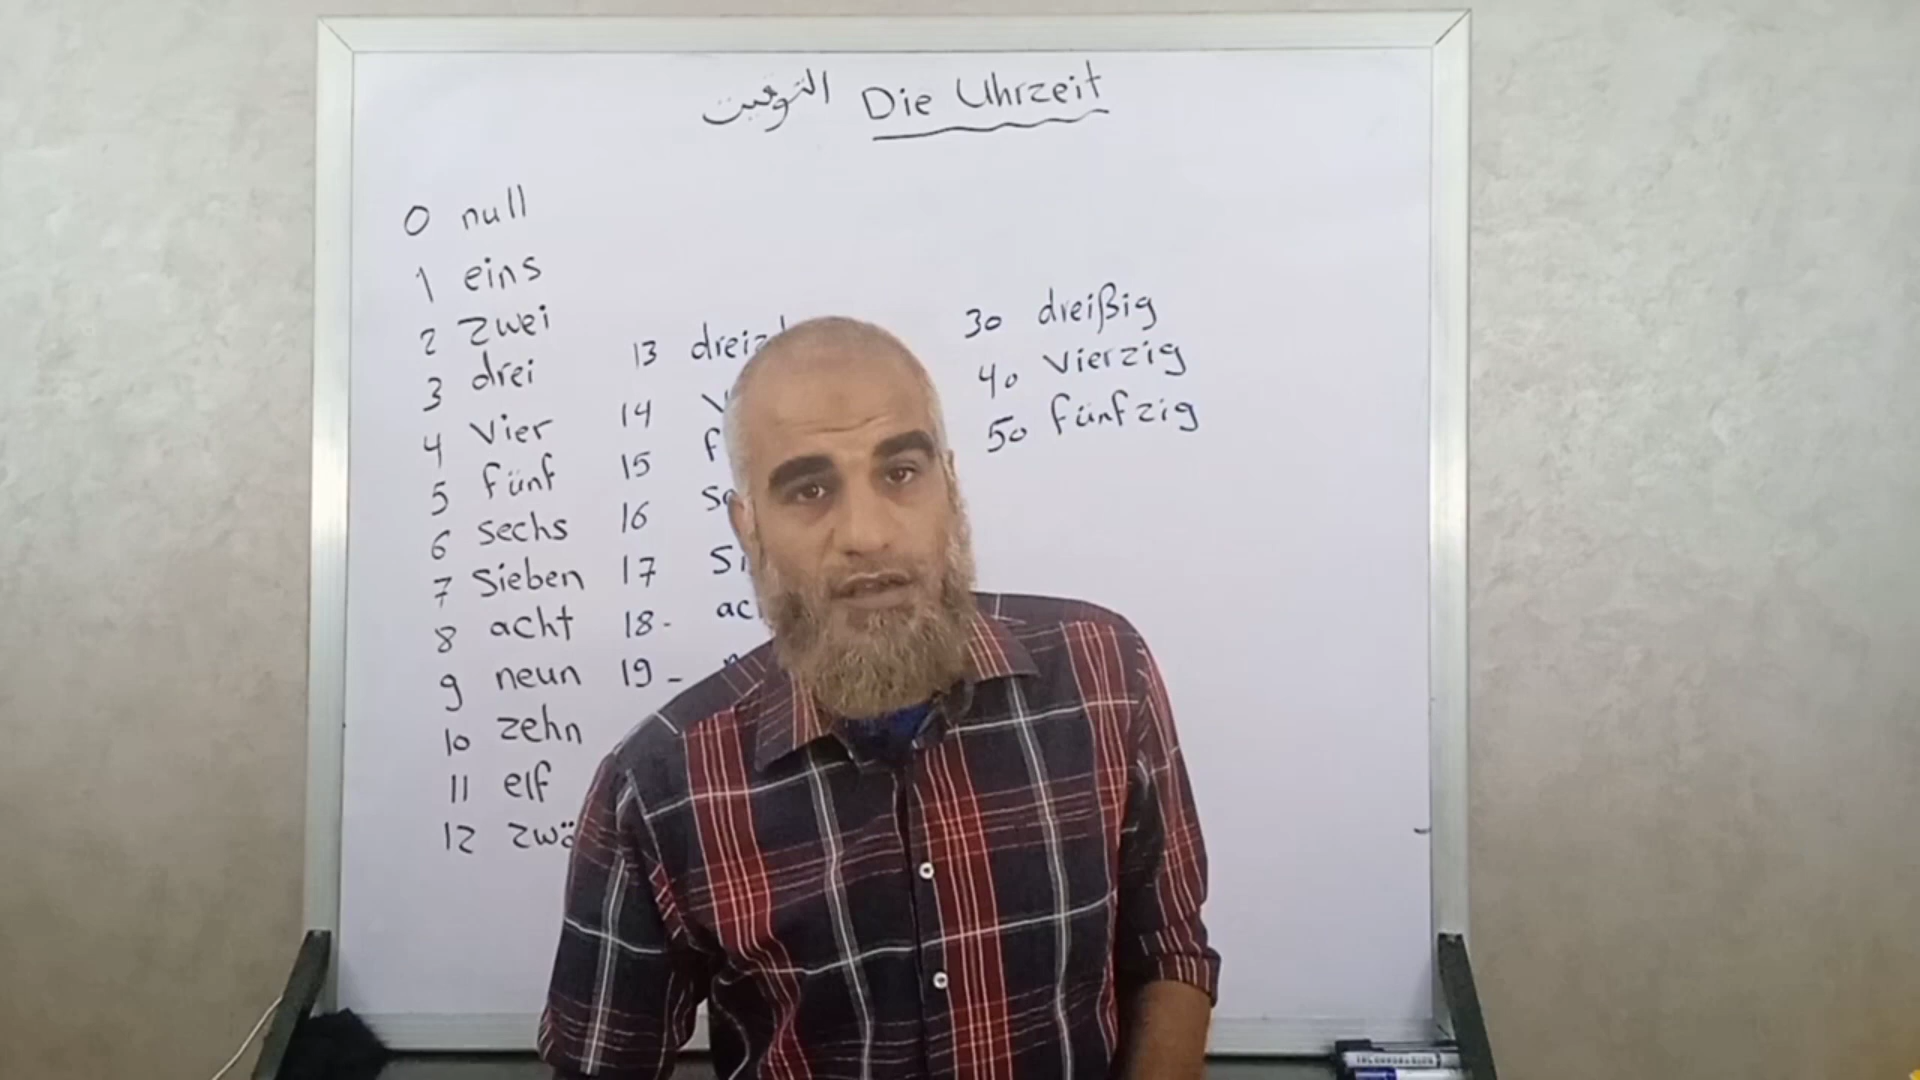 التوقيت Die Uhrzeit
0 null
1 eins
2 zwei
3 drei
4 vier
5 fünf
6 sechs
7 sieben
8 acht
9 neun
10 zehn
11 elf
12
13
14
15
16
17
18-
19-
30 dreißig
40 vierzig
50 fünfzig